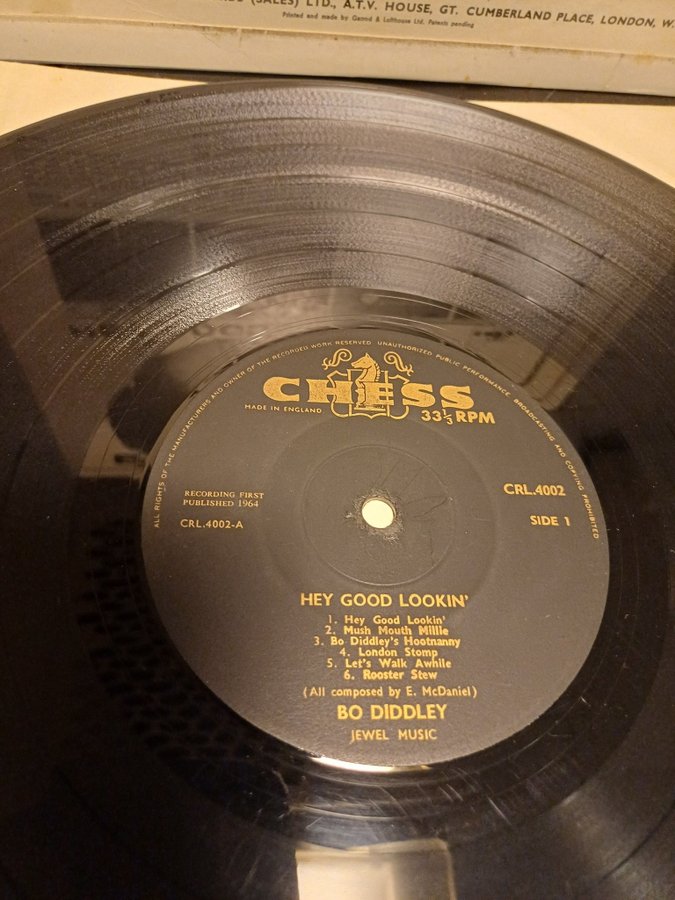 (SALES) LTD., A.T.V. HOUSE, GT. CUMBERLAND PLACE, LONDON, W.
Printed and made by Garrod & Lofthouse Ltd. Patents pending
ALL RIGHTS OF THE MANUFACTURERS AND OWNER OF THE RECORDED WORK RESERVED. UNAUTHORIZED PUBLIC PERFORMANCE, BROADCASTING AND COPYING PROHIBITED
CHESS
MADE IN ENGLAND
33⅓ RPM
RECORDING FIRST
PUBLISHED 1964
CRL.4002-A
CRL.4002
SIDE 1
HEY GOOD LOOKIN'
1. Hey Good Lookin'
2. Mush Mouth Millie
3. Bo Diddley's Hootnanny
4. London Stomp
5. Let's Walk Awhile
6. Rooster Stew
(All composed by E. McDaniel)
BO DIDDLEY
JEWEL MUSIC